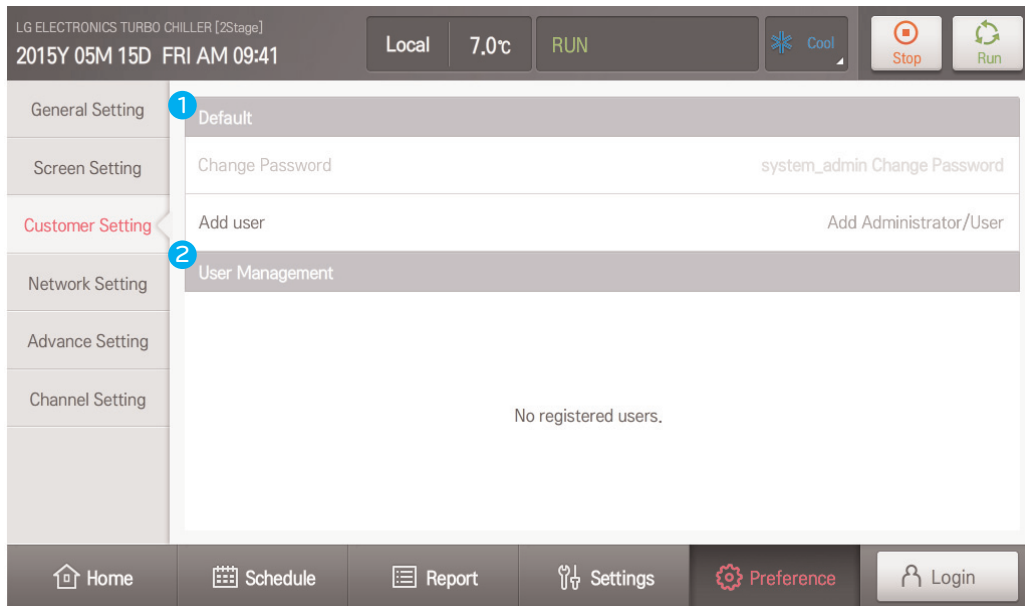 LG ELECTRONICS TURBO CHILLER [2Stage]
2015Y 05M 15D FRI AM 09:41
Local 7.0℃ RUN Cool Stop Run
General Setting
Screen Setting
Customer Setting
Network Setting
Advance Setting
Channel Setting
1 Default
Change Password system_admin Change Password
Add user Add Administrator/User
2 User Management
No registered users.
Home Schedule Report Settings Preference Login